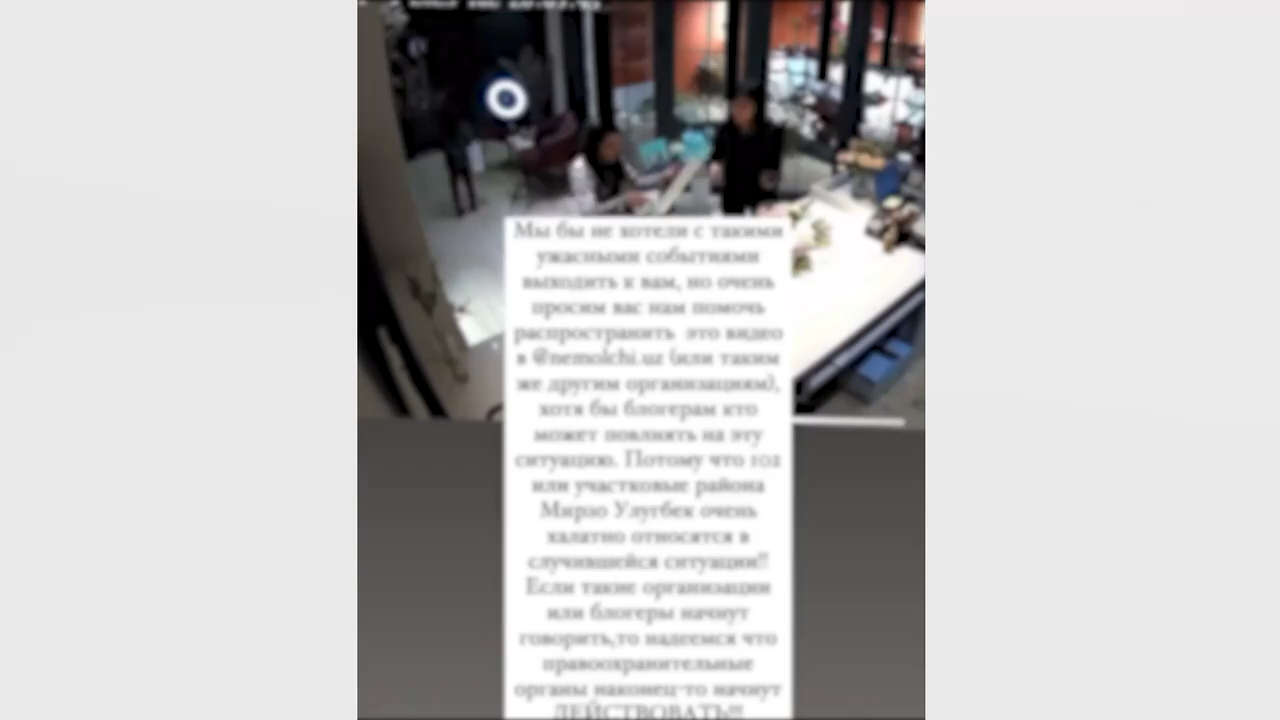 Мы бы не хотели с такими
ужасными событиями
выходить к вам, но очень
просим вас нам помочь
распространить это видео
в @nemolchi.uz (или таким
же другим организациям),
хотя бы блогерам кто
может повлиять на эту
ситуацию. Потому что 102
или участковые района
Мирзо Улугбек очень
халатно относятся в
случившейся ситуации!!
Если такие организации
или блогеры начнут
говорить,то надеемся что
правоохранительные
органы наконец-то начнут
ДЕЙСТВОВАТЬ!!!